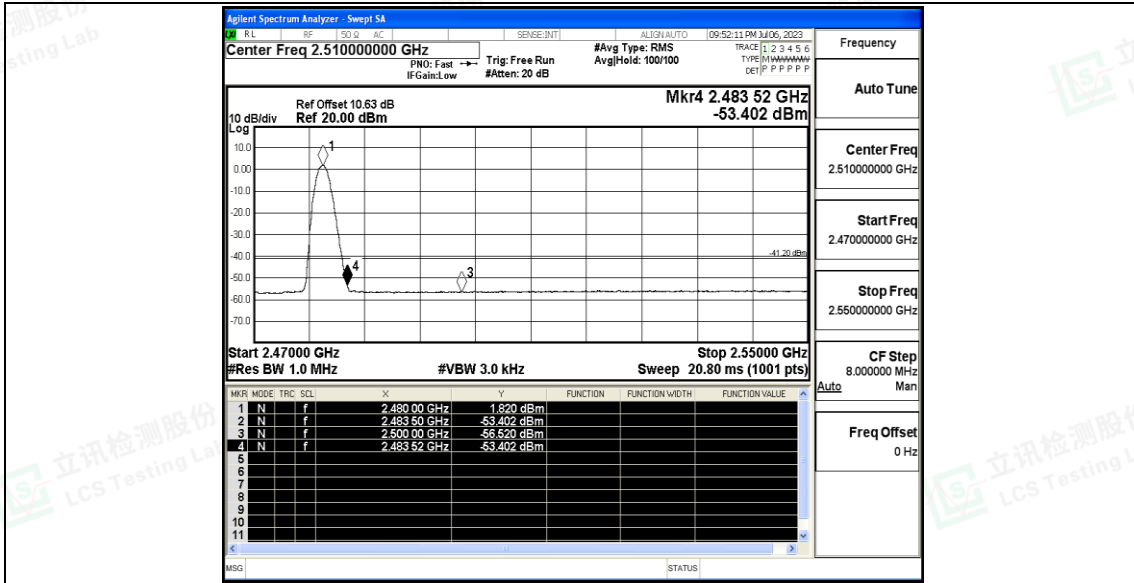 Agilent Spectrum Analyzer - Swept SA
LXI RL RF 50 Ω AC SENSE:INT ALIGNAUTO 09:52:11 PM Jul 06, 2023
Center Freq 2.510000000 GHz
PNO: Fast
IFGain:Low
Trig: Free Run
#Atten: 20 dB
#Avg Type: RMS
Avg|Hold: 100/100
TRACE 1 2 3 4 5 6
TYPE M WWWWW
DET P P P P P P
Mkr4 2.483 52 GHz
-53.402 dBm
Ref Offset 10.63 dB
10 dB/div Ref 20.00 dBm
Log
10.0
0.00
-10.0
-20.0
-30.0
-40.0
-50.0
-60.0
-70.0
1
4
3
-41.20 dBm
Start 2.47000 GHz Stop 2.55000 GHz
#Res BW 1.0 MHz #VBW 3.0 kHz Sweep 20.80 ms (1001 pts)
MKR MODE TRC SCL X Y FUNCTION FUNCTION WIDTH FUNCTION VALUE
1 N f 2.480 00 GHz 1.820 dBm
2 N f 2.483 50 GHz -53.402 dBm
3 N f 2.500 00 GHz -56.520 dBm
4 N f 2.483 52 GHz -53.402 dBm
5
6
7
8
9
10
11
MSG STATUS
Frequency
Auto Tune
Center Freq
2.510000000 GHz
Start Freq
2.470000000 GHz
Stop Freq
2.550000000 GHz
CF Step
8.000000 MHz
Auto Man
Freq Offset
0 Hz
立讯检测股份
LCS Testing Lab
立讯检测股份
LCS Testing L